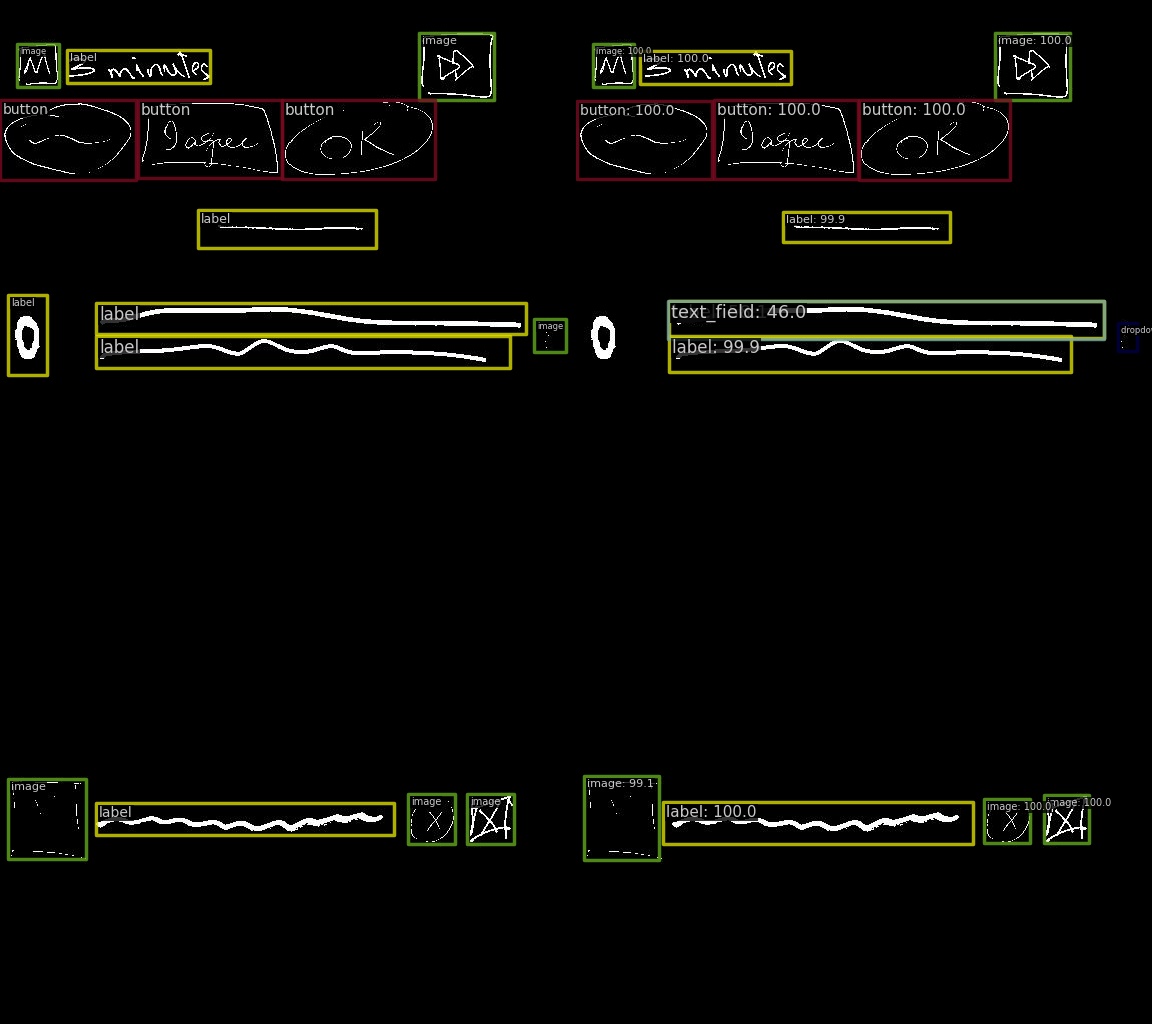 image image: 100.0
label label: 100.0
M 5 minutes M 5 minutes
image image: 100.0
button button button button: 100.0 button: 100.0 button: 100.0
OK OK
label label: 99.9
label
label text_field: 46.0
image
label label: 99.9
image image: 99.1
label label: 100.0
image image image: 100.0 image: 100.0
X X